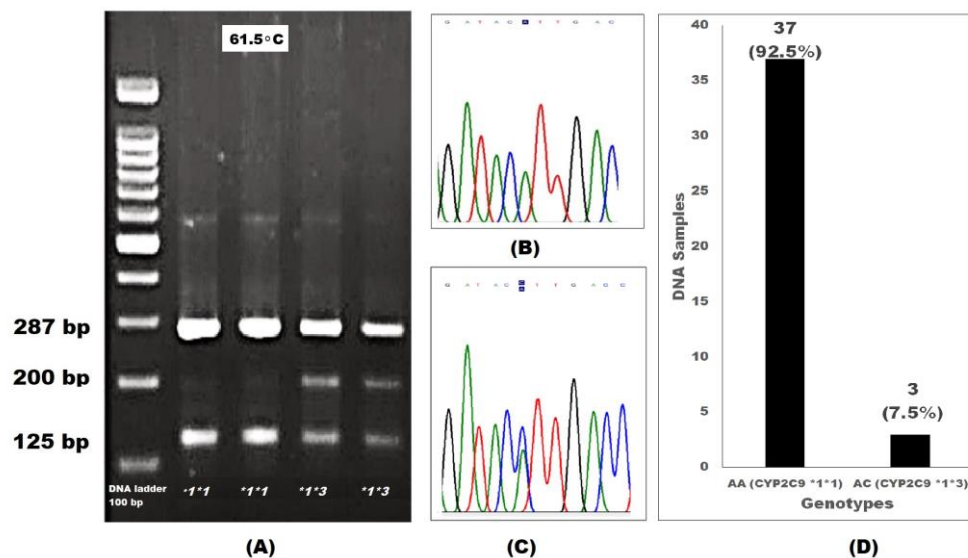 61.5°C
287 bp
200 bp
125 bp
DNA ladder
100 bp
*1*1
*1*1
*1*3
*1*3
(A)
G A T A C A T T G A C
(B)
G A T A C C T T G A C C
A
(C)
DNA Samples
40
35
30
25
20
15
10
5
0
37
(92.5%)
3
(7.5%)
AA (CYP2C9 *1*1)
AC (CYP2C9 *1*3)
Genotypes
(D)